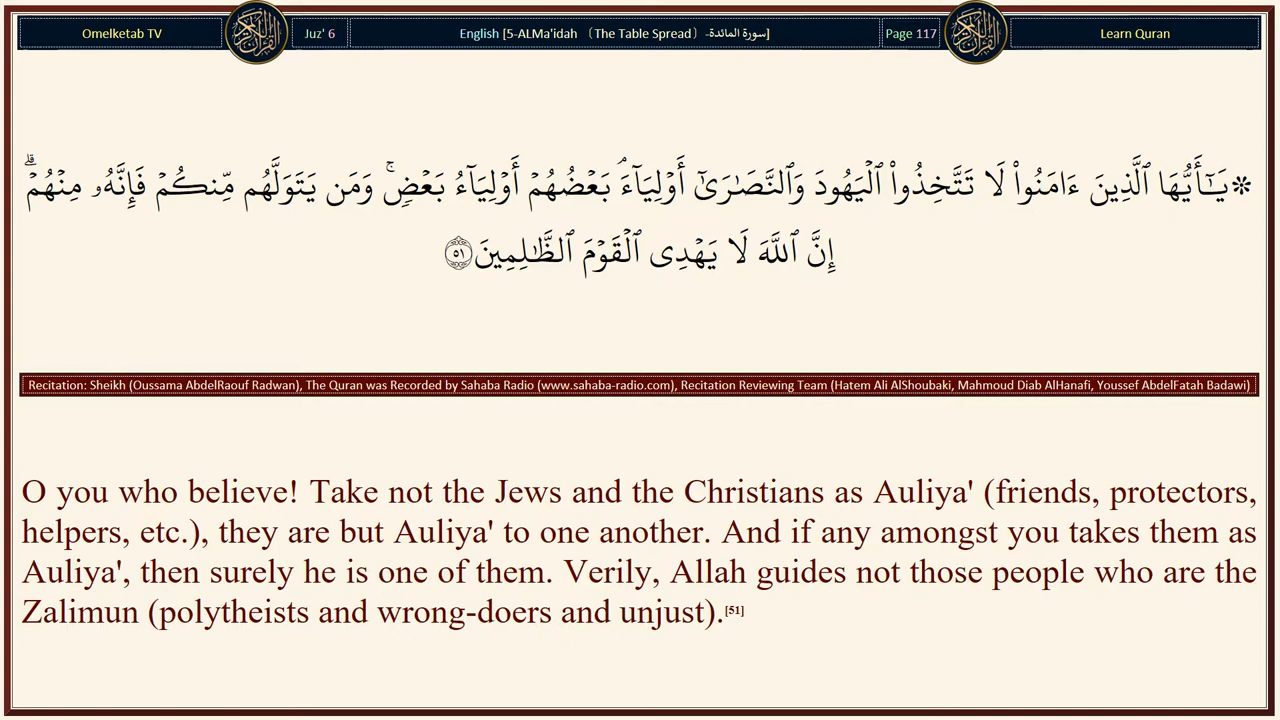 Omelketab TV
Juz' 6
English [5-ALMa'idah (The Table Spread) -سورة المائدة]
Page 117
Learn Quran
۞ يَـٰٓأَيُّهَا ٱلَّذِينَ ءَامَنُوا۟ لَا تَتَّخِذُوا۟ ٱلْيَهُودَ وَٱلنَّصَـٰرَىٰٓ أَوْلِيَآءَ ۘ بَعْضُهُمْ أَوْلِيَآءُ بَعْضٍ ۚ وَمَن يَتَوَلَّهُم مِّنكُمْ فَإِنَّهُۥ مِنْهُمْ ۗ
إِنَّ ٱللَّهَ لَا يَهْدِى ٱلْقَوْمَ ٱلظَّـٰلِمِينَ ٥١
Recitation: Sheikh (Oussama AbdelRaouf Radwan), The Quran was Recorded by Sahaba Radio (www.sahaba-radio.com), Recitation Reviewing Team (Hatem Ali AlShoubaki, Mahmoud Diab AlHanafi, Youssef AbdelFatah Badawi)
O you who believe! Take not the Jews and the Christians as Auliya' (friends, protectors,
helpers, etc.), they are but Auliya' to one another. And if any amongst you takes them as
Auliya', then surely he is one of them. Verily, Allah guides not those people who are the
Zalimun (polytheists and wrong-doers and unjust).[51]